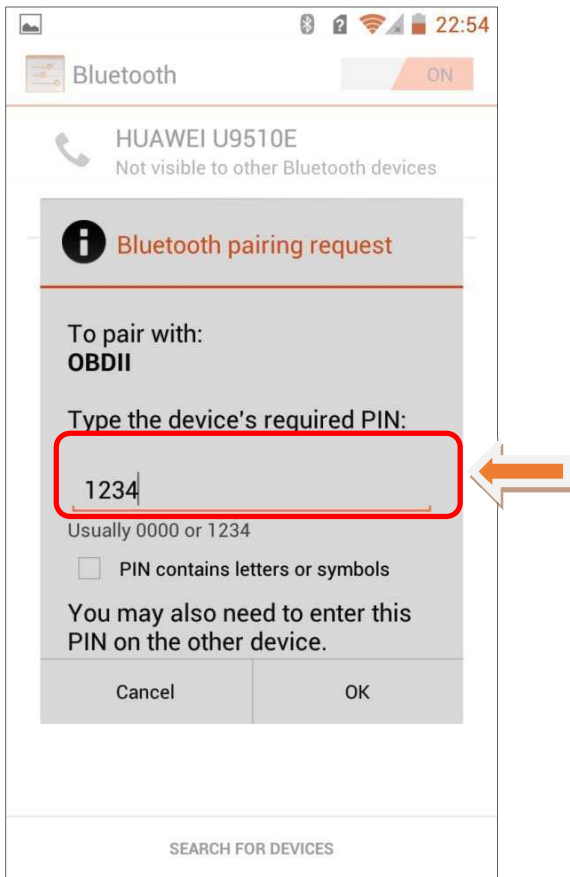 22:54
Bluetooth
ON
HUAWEI U9510E
Not visible to other Bluetooth devices
Bluetooth pairing request
To pair with:
OBDII
Type the device's required PIN:
1234
Usually 0000 or 1234
PIN contains letters or symbols
You may also need to enter this
PIN on the other device.
Cancel
OK
SEARCH FOR DEVICES